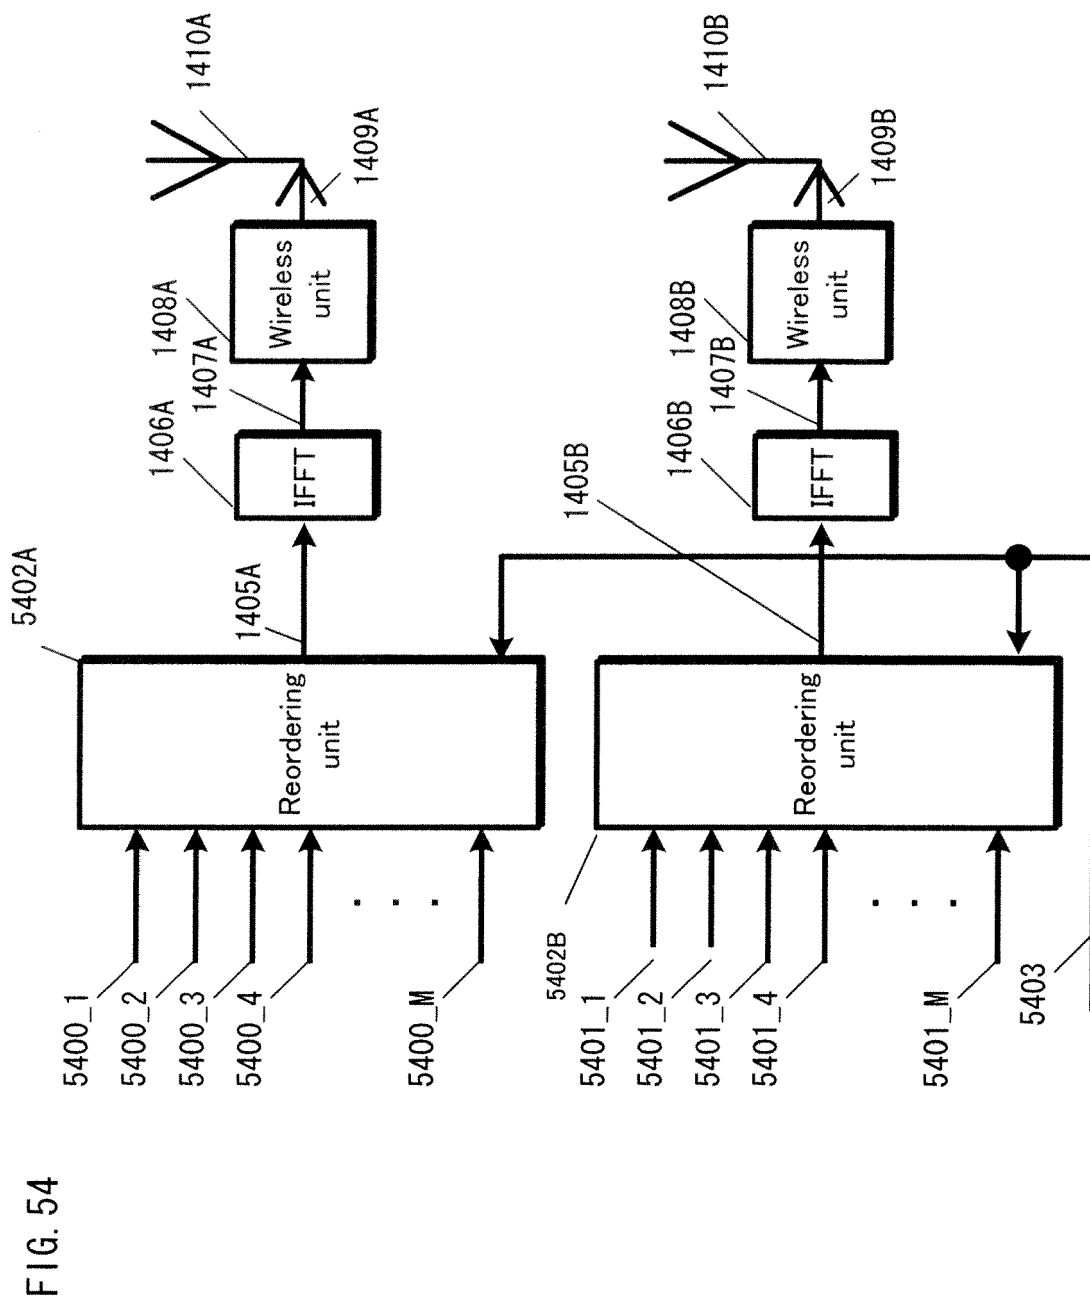 FIG. 54
5400_1
5400_2
5400_3
5400_4
5400_M
5402A
Reordering
unit
1405A
1406A
IFFT
1407A
1408A
Wireless
unit
1409A
1410A
5401_1
5401_2
5401_3
5401_4
5401_M
5402B
Reordering
unit
1405B
1406B
IFFT
1407B
1408B
Wireless
unit
1409B
1410B
5403